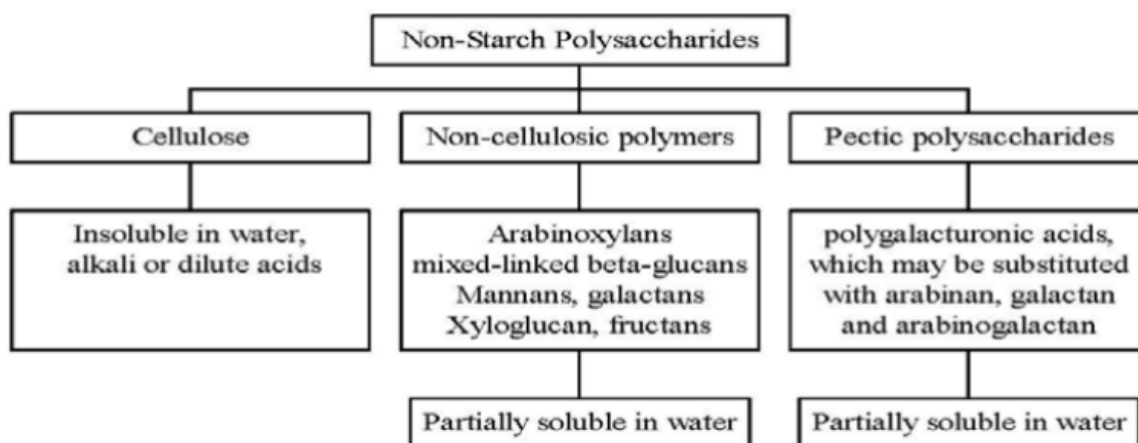 Non-Starch Polysaccharides
Cellulose
Non-cellulosic polymers
Pectic polysaccharides
Insoluble in water,
alkali or dilute acids
Arabinoxylans
mixed-linked beta-glucans
Mannans, galactans
Xyloglucan, fructans
polygalacturonic acids,
which may be substituted
with arabinan, galactan
and arabinogalactan
Partially soluble in water
Partially soluble in water